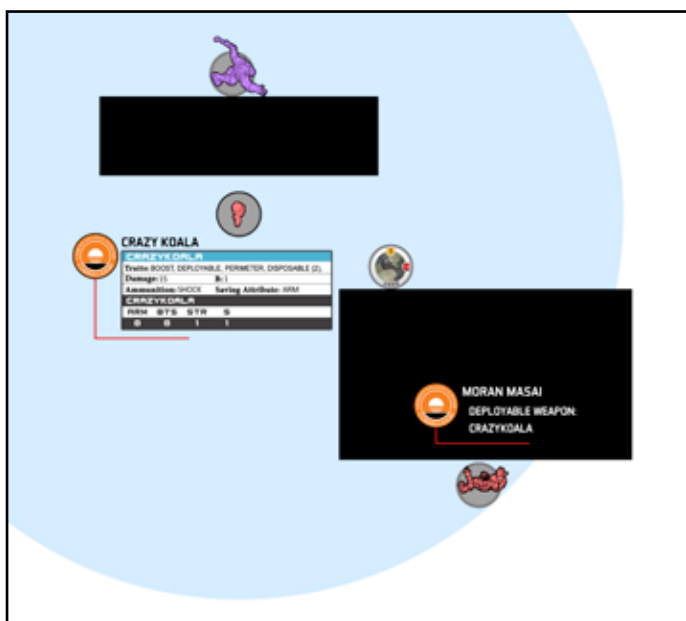 CRAZY KOALA
CRAZYKOALA
Traits: BOOST, DEPLOYABLE, PERIMETER, DISPOSABLE (2),
Damage: 15 B: 1
Ammunition: SHOCK Saving Attribute: ARM
CRAZYKOALA
ARM BTS STR S
0 0 1 1
MORAN MASAI
DEPLOYABLE WEAPON:
CRAZYKOALA